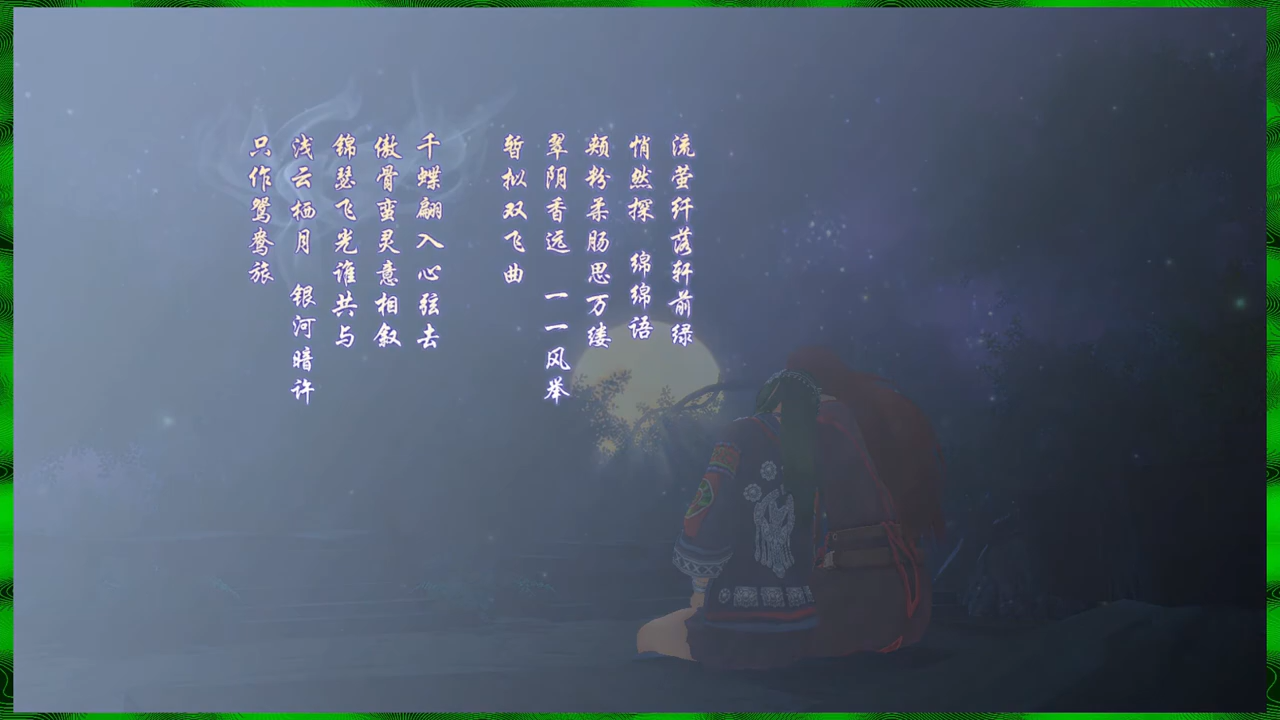 流萤纤落轩前绿
悄然探 绵绵语
颊粉柔肠思万缕
翠阴香远 一一风举
暂拟双飞曲
千蝶翩入心弦去
傲骨蛮灵意相叙
锦瑟飞光谁共与
浅云栖月 银河暗许
只作鸳鸯旅